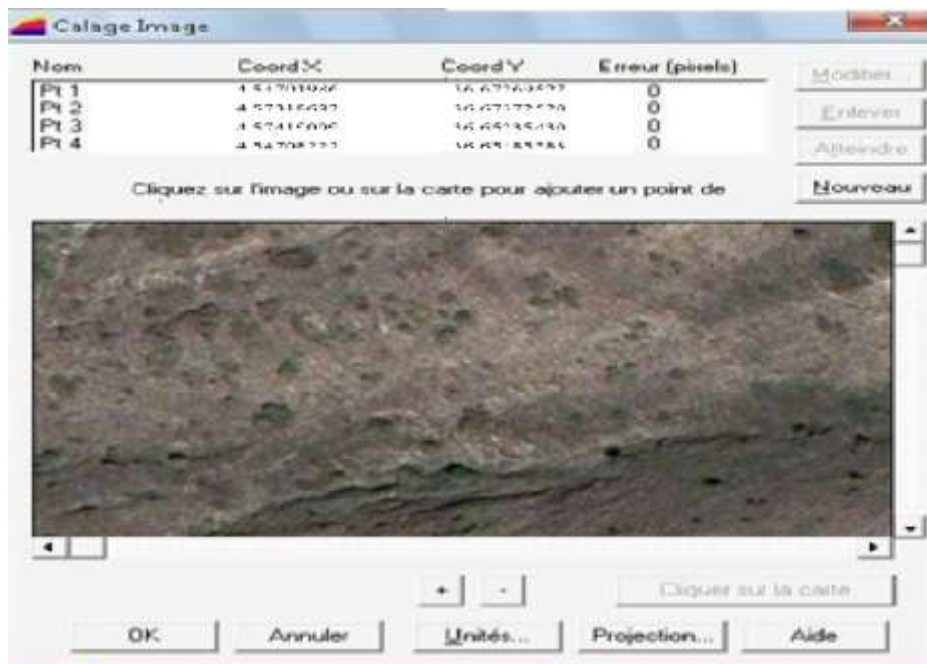 Calage Image
Nom Coord X Coord Y Erreur (pixels)
Pt 1 0
Pt 2 0
Pt 3 0
Pt 4 0
Modifier...
Enlever
Atteindre
Nouveau
Cliquez sur l'image ou sur la carte pour ajouter un point de
+ -
Cliquer sur la carte
OK Annuler Unités... Projection... Aide